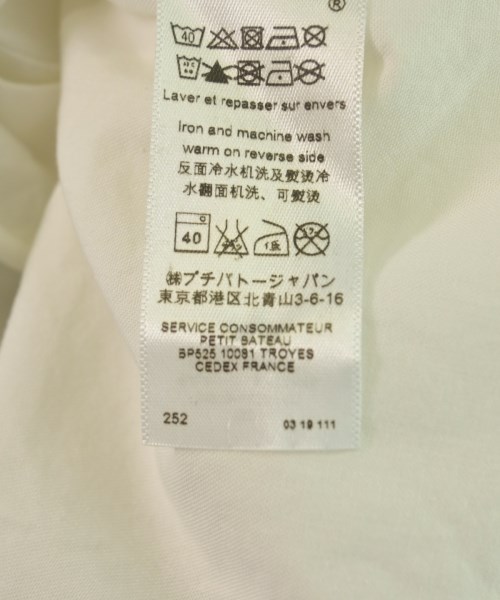 ®
40
Laver et repasser sur envers
Iron and machine wash
warm on reverse side
反面冷水机洗及熨烫
水翻面机洗、可熨烫
40
㈱プチバトージャパン
東京都港区北青山3-6-16
SERVICE CONSOMMATEUR
PETIT BATEAU
BP525 10081 TROYES
CEDEX FRANCE
252 03 19 111